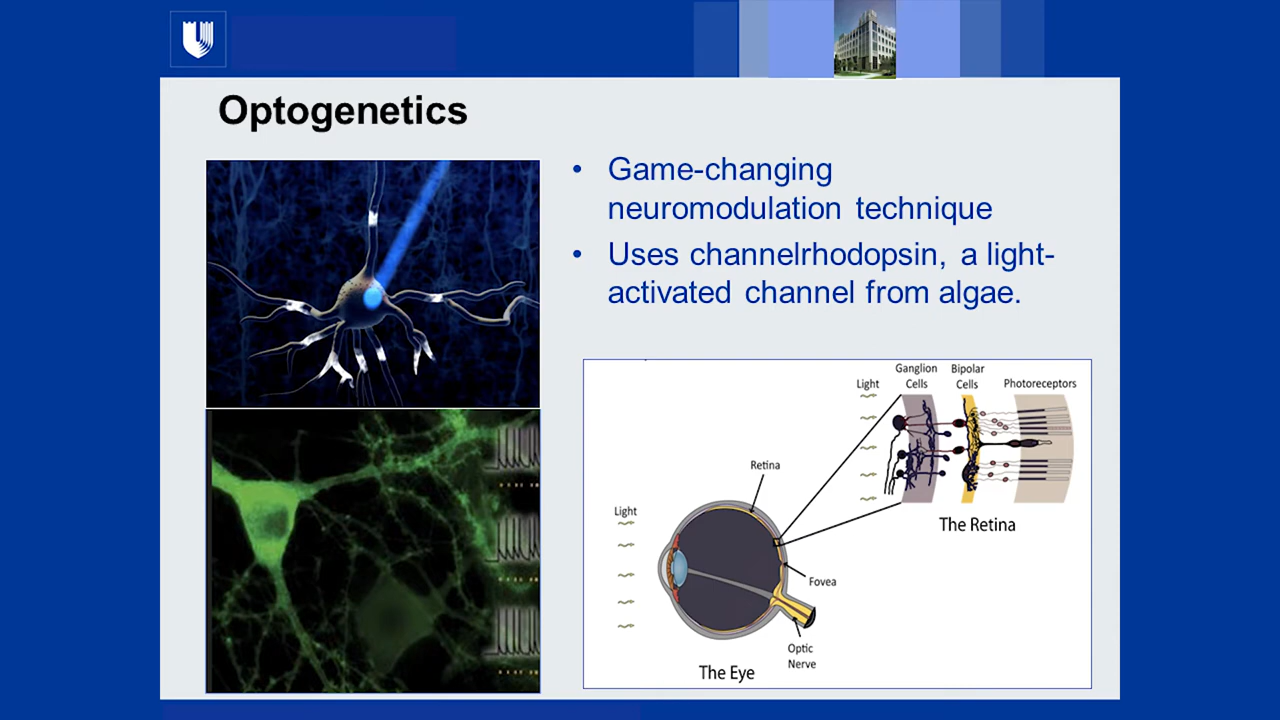 Optogenetics
• Game-changing
neuromodulation technique
• Uses channelrhodopsin, a light-
activated channel from algae.
Ganglion
Cells
Bipolar
Cells
Light
Photoreceptors
The Retina
Retina
Light
Fovea
Optic
Nerve
The Eye